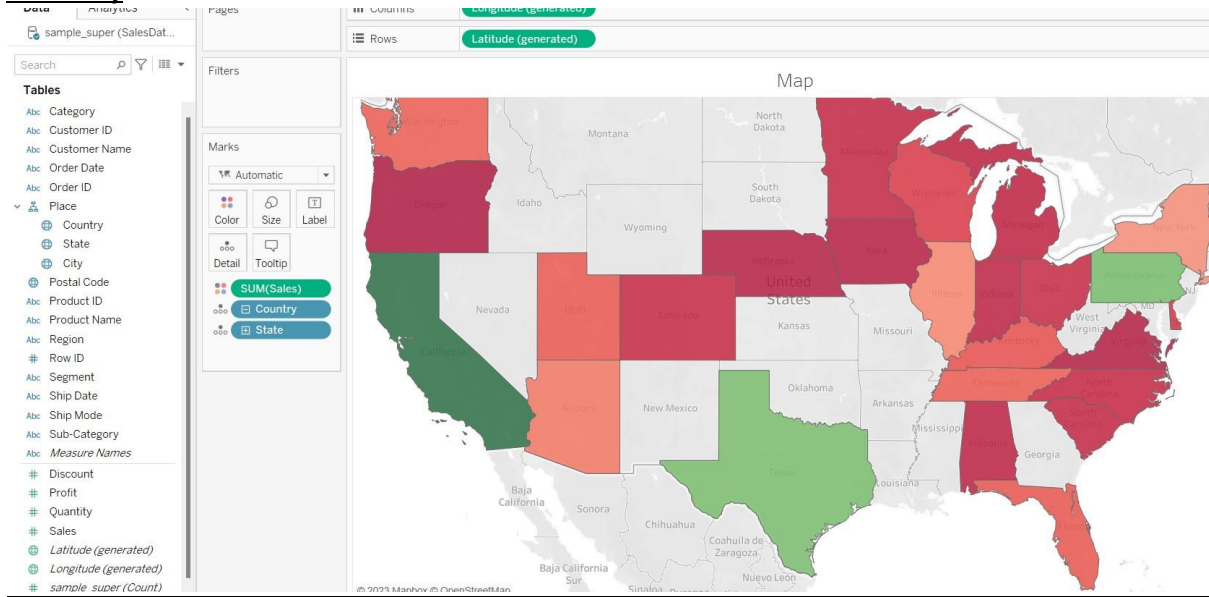 Data Analytics
Pages
Columns
Longitude (generated)
Rows
Latitude (generated)
sample_super (SalesDat...
Search
Tables
Abc Category
Abc Customer ID
Abc Customer Name
Abc Order Date
Abc Order ID
Place
Country
State
City
Postal Code
Abc Product ID
Abc Product Name
Abc Region
# Row ID
Abc Segment
Abc Ship Date
Abc Ship Mode
Abc Sub-Category
Abc Measure Names
# Discount
# Profit
# Quantity
# Sales
Latitude (generated)
Longitude (generated)
# sample_super (Count)
Filters
Marks
Automatic
Color Size Label
Detail Tooltip
SUM(Sales)
Country
State
Map
Washington
Montana
North
Dakota
Minnesota
Oregon
Idaho
South
Dakota
Wisconsin
Michigan
New York
Wyoming
Iowa
Nebraska
United
States
Pennsylvania
NJ
Nevada
Utah
Colorado
Illinois
Indiana
Ohio
MD
West
Virginia
Virginia
California
Kansas
Missouri
Kentucky
Arizona
New Mexico
Oklahoma
Arkansas
Tennessee
North
Carolina
South
Carolina
Mississippi
Alabama
Georgia
Texas
Louisiana
Florida
Baja
California
Sonora
Chihuahua
Coahuila de
Zaragoza
Baja California
Sur
Sinaloa
Nuevo León
© 2023 Mapbox © OpenStreetMap